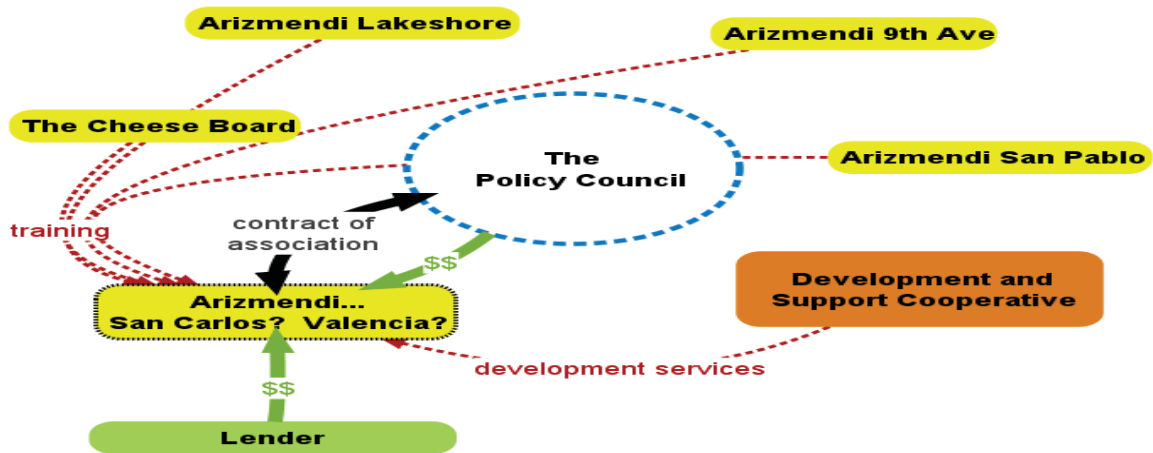 Arizmendi Lakeshore
Arizmendi 9th Ave
The Cheese Board
The
Policy Council
Arizmendi San Pablo
training
contract of
association
$$
Development and
Support Cooperative
Arizmendi...
San Carlos? Valencia?
development services
$$
Lender